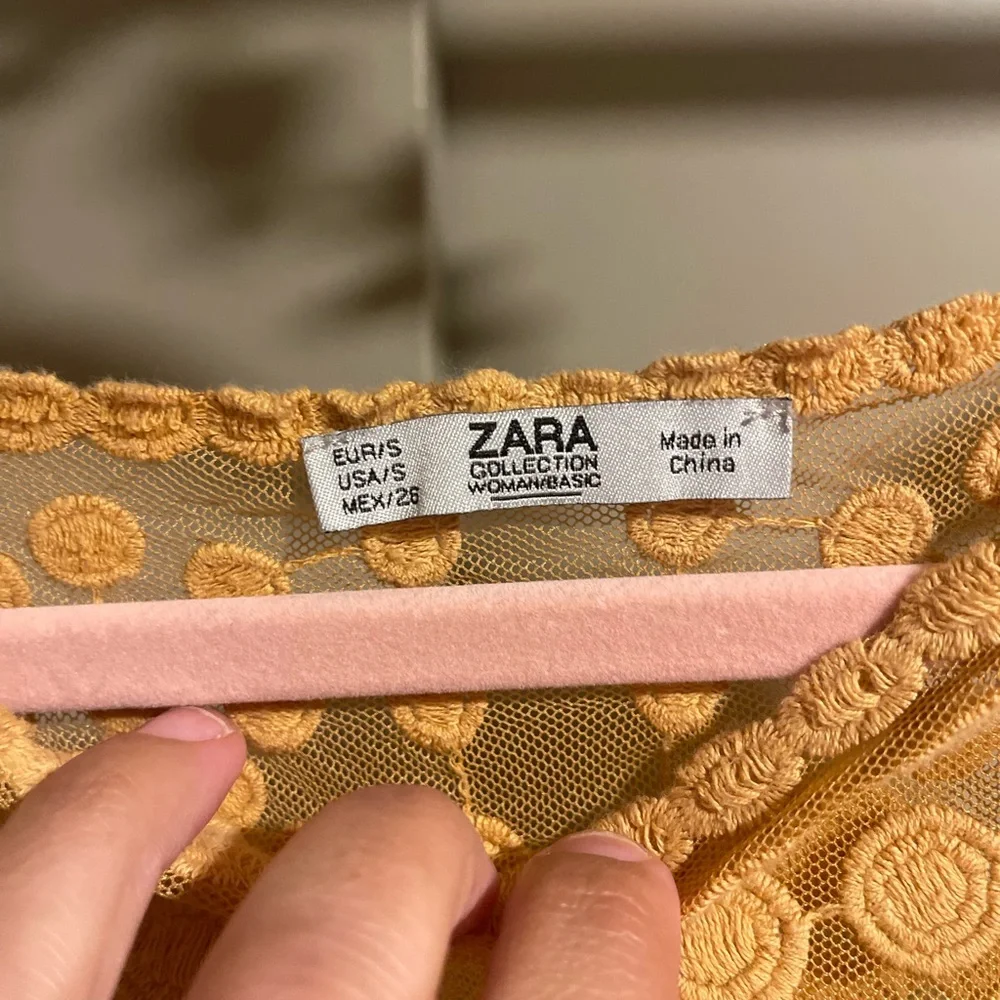 EUR/S
USA/S
MEX/26
ZARA
COLLECTION
WOMAN/BASIC
Made in
China